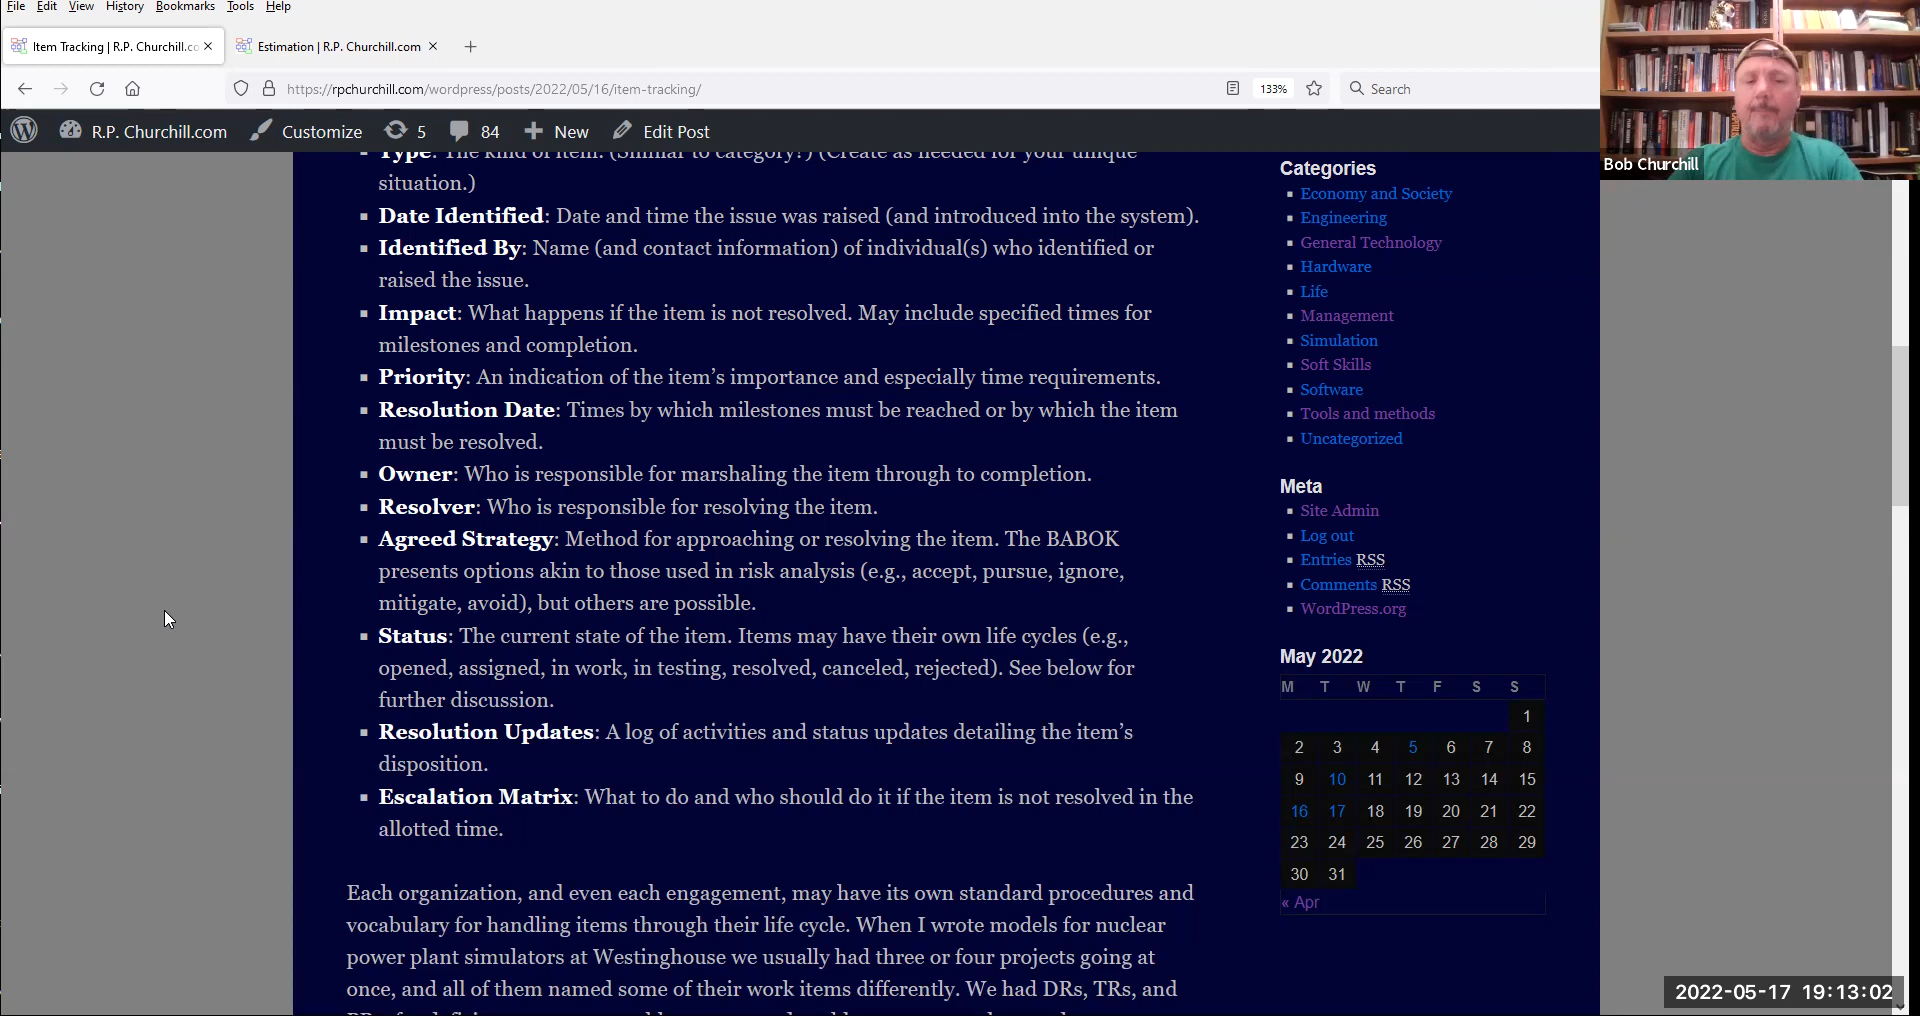 File Edit View History Bookmarks Tools Help
Item Tracking | R.P. Churchill.co
Estimation | R.P. Churchill.com
https://rpchurchill.com/wordpress/posts/2022/05/16/item-tracking/
133%
Search
R.P. Churchill.com Customize 5 84 New Edit Post
Type: The kind of item. (Similar to category?) (Create as needed for your unique
situation.)
Date Identified: Date and time the issue was raised (and introduced into the system).
Identified By: Name (and contact information) of individual(s) who identified or
raised the issue.
Impact: What happens if the item is not resolved. May include specified times for
milestones and completion.
Priority: An indication of the item's importance and especially time requirements.
Resolution Date: Times by which milestones must be reached or by which the item
must be resolved.
Owner: Who is responsible for marshaling the item through to completion.
Resolver: Who is responsible for resolving the item.
Agreed Strategy: Method for approaching or resolving the item. The BABOK
presents options akin to those used in risk analysis (e.g., accept, pursue, ignore,
mitigate, avoid), but others are possible.
Status: The current state of the item. Items may have their own life cycles (e.g.,
opened, assigned, in work, in testing, resolved, canceled, rejected). See below for
further discussion.
Resolution Updates: A log of activities and status updates detailing the item's
disposition.
Escalation Matrix: What to do and who should do it if the item is not resolved in the
allotted time.
Each organization, and even each engagement, may have its own standard procedures and
vocabulary for handling items through their life cycle. When I wrote models for nuclear
power plant simulators at Westinghouse we usually had three or four projects going at
once, and all of them named some of their work items differently. We had DRs, TRs, and
Categories
Economy and Society
Engineering
General Technology
Hardware
Life
Management
Simulation
Soft Skills
Software
Tools and methods
Uncategorized
Meta
Site Admin
Log out
Entries RSS
Comments RSS
WordPress.org
May 2022
M T W T F S S
1
2 3 4 5 6 7 8
9 10 11 12 13 14 15
16 17 18 19 20 21 22
23 24 25 26 27 28 29
30 31
« Apr
Bob Churchill
2022-05-17 19:13:02